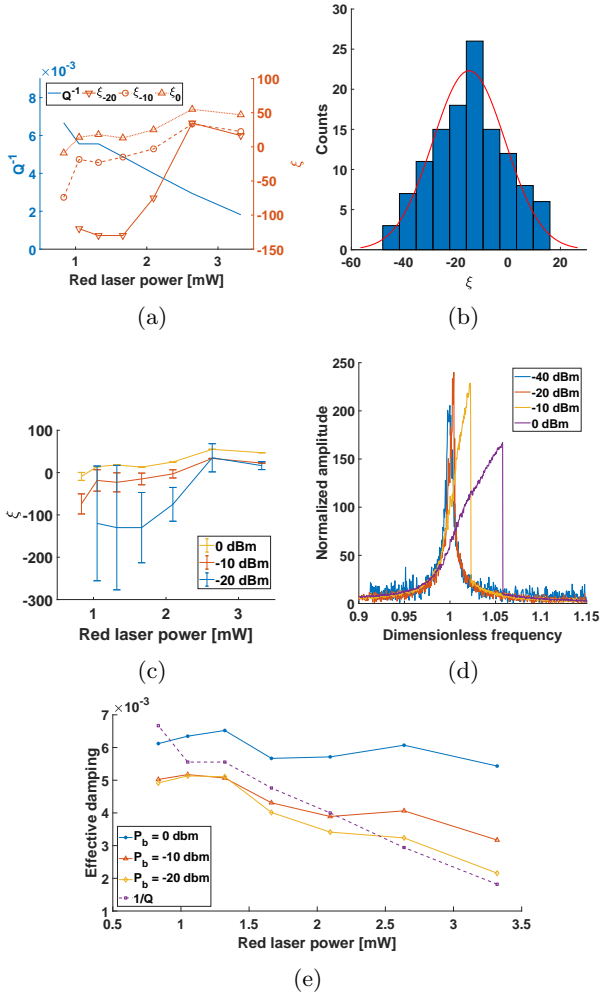 ×10⁻³
8
6
4
2
0
Q⁻¹
Q⁻¹ ξ₋₂₀ ξ₋₁₀ ξ₀
100
50
0
-50
-100
-150
ξ
1 2 3
Red laser power [mW]
(a)
30
25
20
15
10
5
0
Counts
-60 -40 -20 0 20
ξ
(b)
100
0
-100
-200
-300
ξ
0 dBm
-10 dBm
-20 dBm
1 2 3
Red laser power [mW]
(c)
250
200
150
100
50
0
Normalized amplitude
-40 dBm
-20 dBm
-10 dBm
0 dBm
0.9 0.95 1 1.05 1.1 1.15
Dimensionless frequency
(d)
×10⁻³
7
6
5
4
3
2
1
Effective damping
P_b = 0 dbm
P_b = -10 dbm
P_b = -20 dbm
1/Q
0.5 1 1.5 2 2.5 3 3.5
Red laser power [mW]
(e)